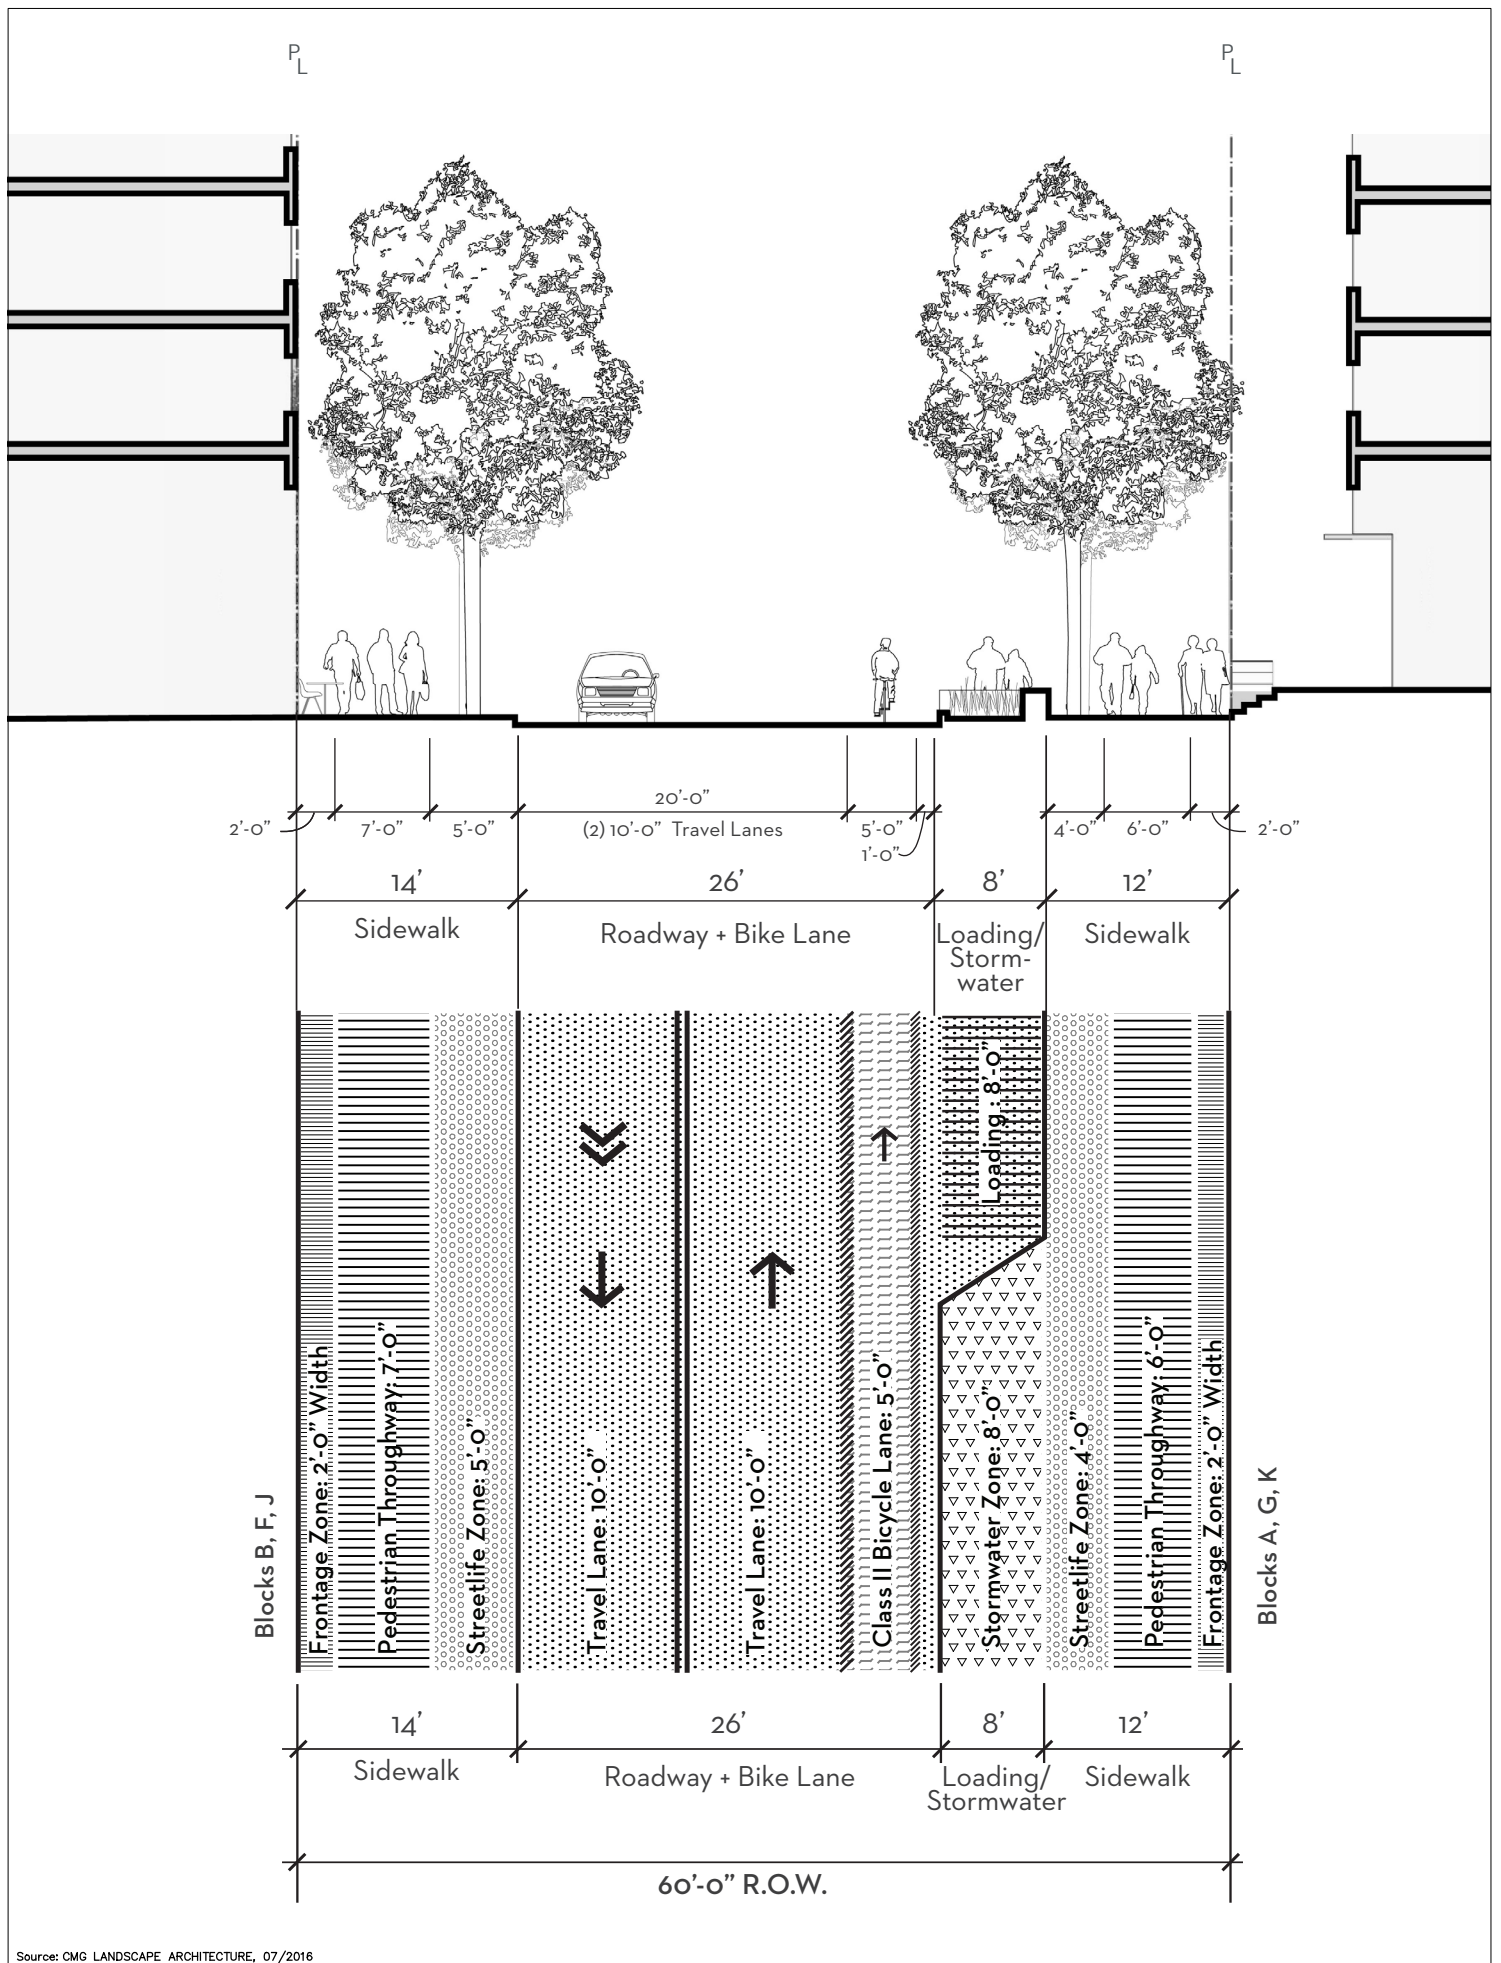 PL
PL
20'-0"
2'-0"
7'-0"
5'-0"
(2) 10'-0" Travel Lanes
5'-0"
1'-0"
4'-0"
6'-0"
2'-0"
14'
26'
8'
12'
Sidewalk
Roadway + Bike Lane
Loading/
Storm-
water
Sidewalk
Blocks B, F, J
Frontage Zone: 2'-0" Width
Pedestrian Throughway: 7'-0"
Streetlife Zone: 5'-0"
Travel Lane: 10'-0"
Travel Lane: 10'-0"
Class II Bicycle Lane: 5'-0"
Loading : 8'-0"
Stormwater Zone: 8'-0"
Streetlife Zone: 4'-0"
Pedestrian Throughway: 6'-0"
Frontage Zone: 2'-0" Width
Blocks A, G, K
14'
26'
8'
12'
Sidewalk
Roadway + Bike Lane
Loading/
Stormwater
Sidewalk
60'-0" R.O.W.
Source: CMG LANDSCAPE ARCHITECTURE, 07/2016